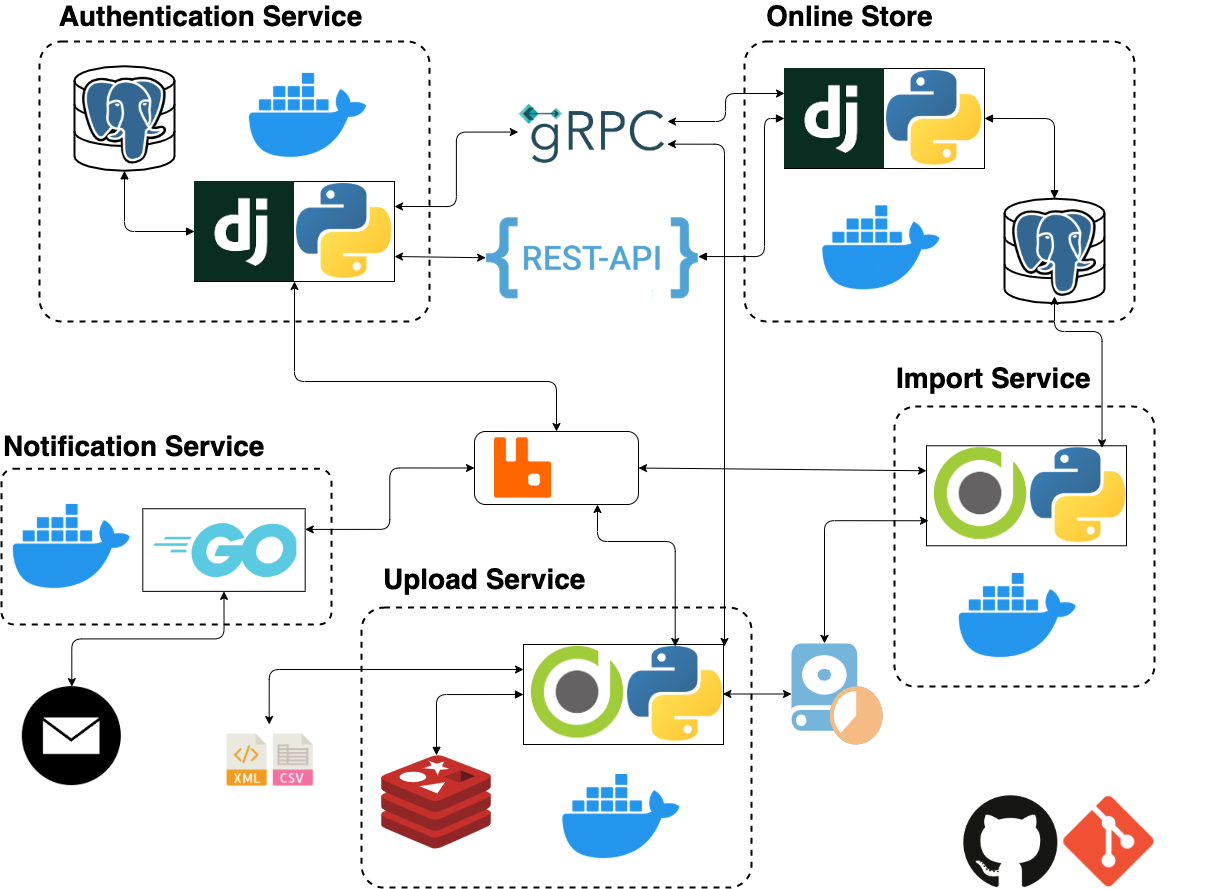 Authentication Service
Online Store
dj
gRPC
dj
{REST-API}
Import Service
Notification Service
d
GO
Upload Service
d
</>
XML
CSV